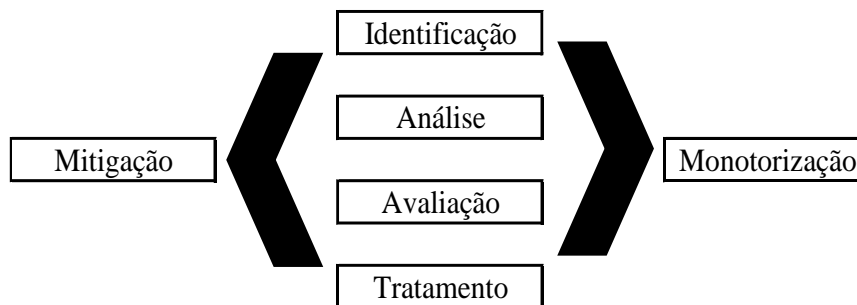 Identificação
Análise
Mitigação
Monotorização
Avaliação
Tratamento